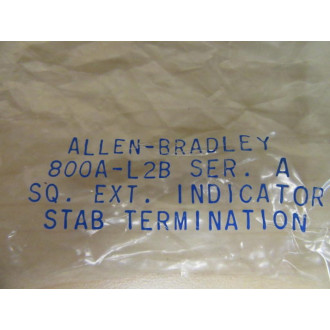 ALLEN-BRADLEY
800A-L2B SER. A
SQ. EXT. INDICATOR
STAB TERMINATION